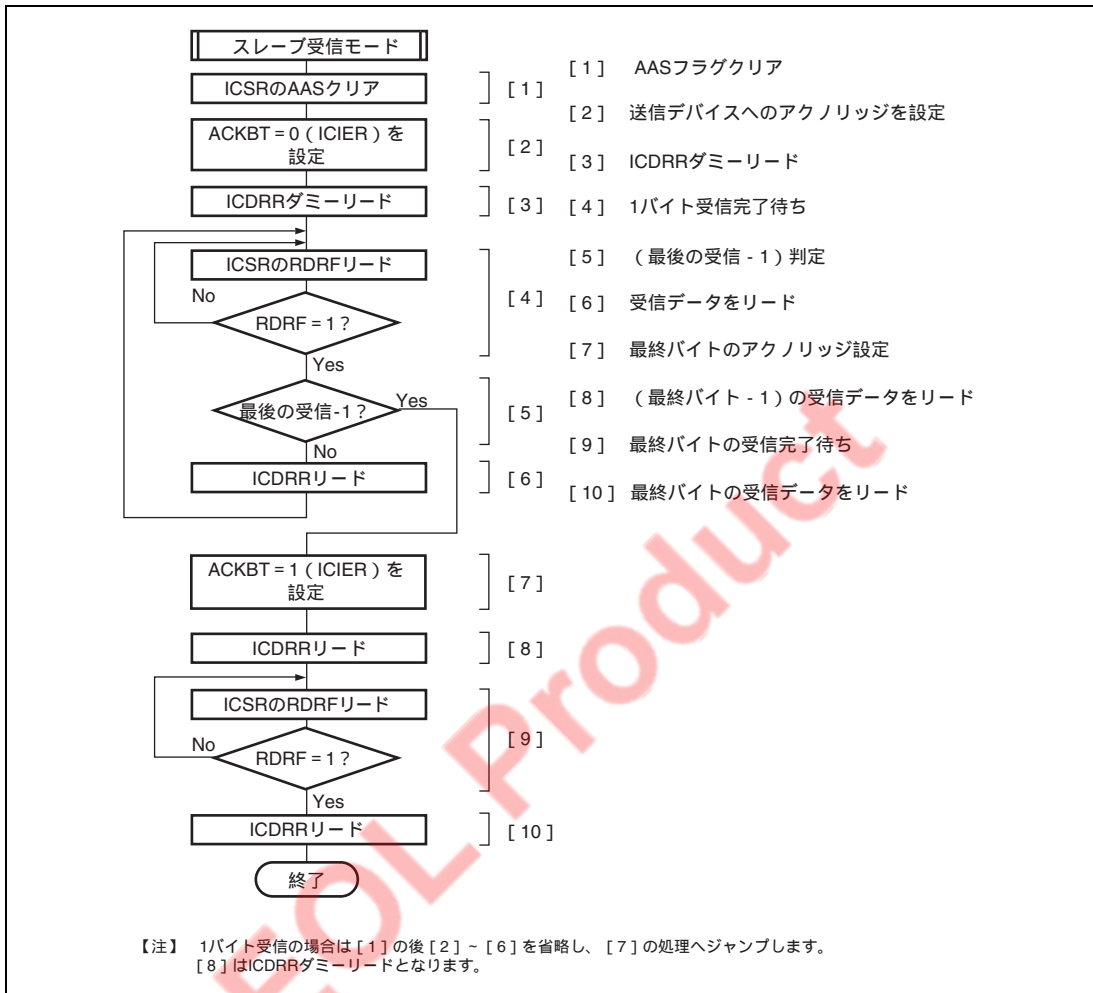 スレーブ受信モード
ICSRのAASクリア
[ 1 ]
ACKBT = 0 ( ICIER ) を
設定
[ 2 ]
ICDRRダミーリード
[ 3 ]
ICSRのRDRFリード
No
RDRF = 1 ?
[ 4 ]
Yes
最後の受信-1 ?
Yes
[ 5 ]
No
ICDRRリード
[ 6 ]
ACKBT = 1 ( ICIER ) を
設定
[ 7 ]
ICDRRリード
[ 8 ]
ICSRのRDRFリード
No
RDRF = 1 ?
[ 9 ]
Yes
ICDRRリード
[ 10 ]
終了
[ 1 ] AASフラグクリア
[ 2 ] 送信デバイスへのアクノリッジを設定
[ 3 ] ICDRRダミーリード
[ 4 ] 1バイト受信完了待ち
[ 5 ] （最後の受信 - 1）判定
[ 6 ] 受信データをリード
[ 7 ] 最終バイトのアクノリッジ設定
[ 8 ] （最終バイト - 1）の受信データをリード
[ 9 ] 最終バイトの受信完了待ち
[ 10 ] 最終バイトの受信データをリード
【注】 1バイト受信の場合は [ 1 ] の後 [ 2 ] ~ [ 6 ] を省略し、 [ 7 ] の処理へジャンプします。
[ 8 ] はICDRRダミーリードとなります。
EOL Product